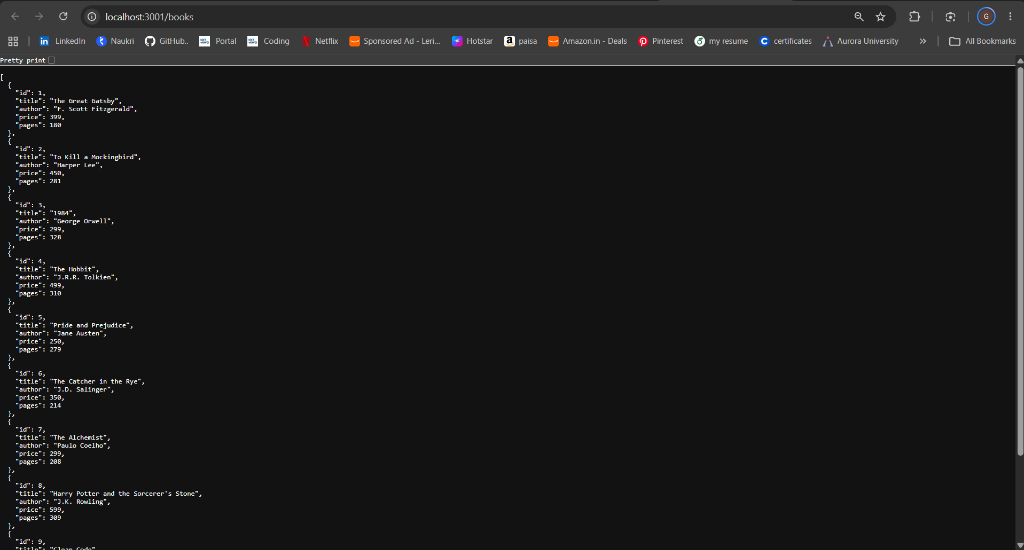 localhost:3001/books
G
LinkedIn
Naukri
GitHub..
Portal
Coding
Netflix
Sponsored Ad - Leri...
Hotstar
a paisa
Amazon.in - Deals
Pinterest
my resume
C certificates
Aurora University
»
All Bookmarks
Pretty print
[
{
"id": 1,
"title": "The Great Gatsby",
"author": "F. Scott Fitzgerald",
"price": 399,
"pages": 180
},
{
"id": 2,
"title": "To Kill a Mockingbird",
"author": "Harper Lee",
"price": 450,
"pages": 281
},
{
"id": 3,
"title": "1984",
"author": "George Orwell",
"price": 299,
"pages": 328
},
{
"id": 4,
"title": "The Hobbit",
"author": "J.R.R. Tolkien",
"price": 499,
"pages": 310
},
{
"id": 5,
"title": "Pride and Prejudice",
"author": "Jane Austen",
"price": 250,
"pages": 279
},
{
"id": 6,
"title": "The Catcher in the Rye",
"author": "J.D. Salinger",
"price": 350,
"pages": 214
},
{
"id": 7,
"title": "The Alchemist",
"author": "Paulo Coelho",
"price": 299,
"pages": 208
},
{
"id": 8,
"title": "Harry Potter and the Sorcerer's Stone",
"author": "J.K. Rowling",
"price": 599,
"pages": 309
},
{
"id": 9,
"title": "Clean Code"